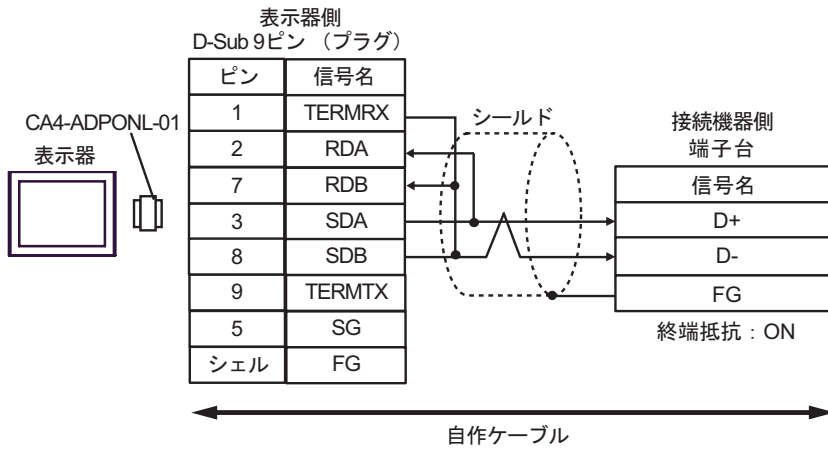 表示器側
D-Sub 9ピン （プラグ）
ピン 信号名
1 TERMRX
2 RDA
7 RDB
3 SDA
8 SDB
9 TERMTX
5 SG
シェル FG
CA4-ADPONL-01
表示器
シールド
接続機器側
端子台
信号名
D+
D-
FG
終端抵抗：ON
自作ケーブル